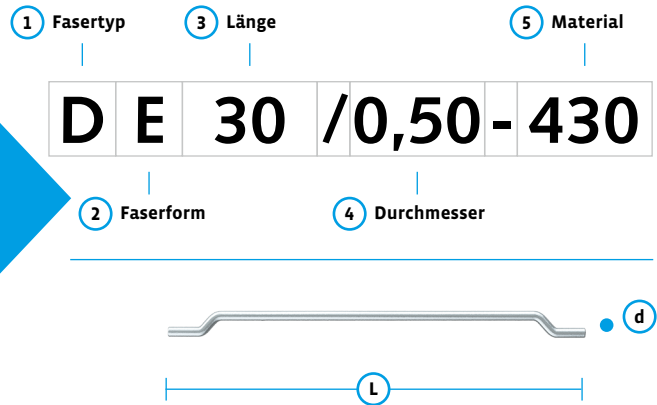 1 Fasertyp 3 Länge 5 Material
D E 30 /0,50 - 430
2 Faserform 4 Durchmesser
d
L